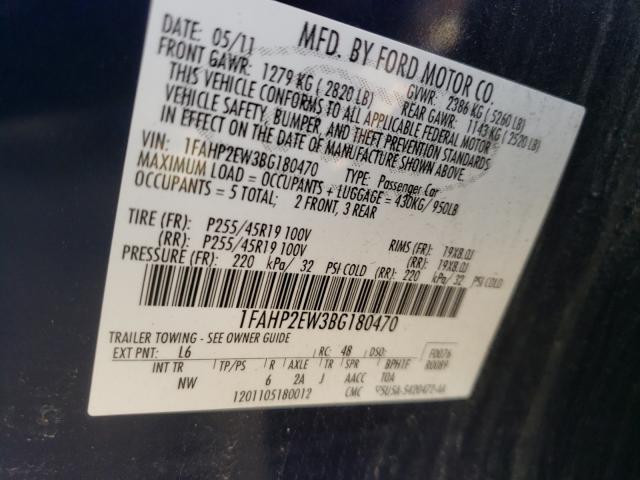 MFD. BY FORD MOTOR CO.
DATE: 05/11 GVWR: 2386 KG (5260 LB)
FRONT GAWR: 1279 KG (2820 LB) REAR GAWR: 1143 KG (2520 LB)
THIS VEHICLE CONFORMS TO ALL APPLICABLE FEDERAL MOTOR
VEHICLE SAFETY, BUMPER, AND THEFT PREVENTION STANDARDS
IN EFFECT ON THE DATE OF MANUFACTURE SHOWN ABOVE.
VIN: 1FAHP2EW3BG180470 TYPE: Passenger Car
MAXIMUM LOAD = OCCUPANTS + LUGGAGE = 430KG/950LB
OCCUPANTS = 5 TOTAL; 2 FRONT, 3 REAR
TIRE (FR): P255/45R19 100V RIMS (FR): 19X8.0J
(RR): P255/45R19 100V (RR): 19X8.0J
PRESSURE (FR): 220 kPa/ 32 PSI COLD (RR): 220 kPa/ 32 PSI COLD
1FAHP2EW3BG180470
TRAILER TOWING - SEE OWNER GUIDE
EXT PNT: L6 RC: 48 DSO: F0076
INT TR TP/PS R AXLE TR SPR BPHTF R0089
NW 6 2A J AACC TOA
1201105180012 CMC